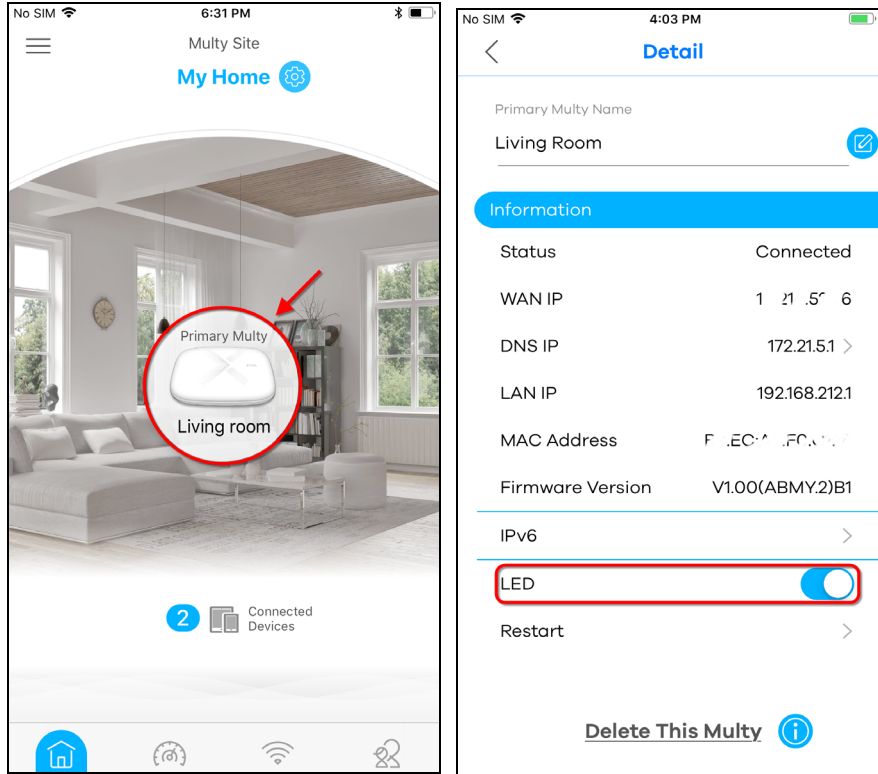 No SIM
6:31 PM
Multy Site
My Home
Primary Multy
Living room
2
Connected
Devices
No SIM
4:03 PM
Detail
Primary Multy Name
Living Room
Information
Status Connected
WAN IP
DNS IP 172.21.5.1
LAN IP 192.168.212.1
MAC Address
Firmware Version V1.00(ABMY.2)B1
IPv6
LED
Restart
Delete This Multy